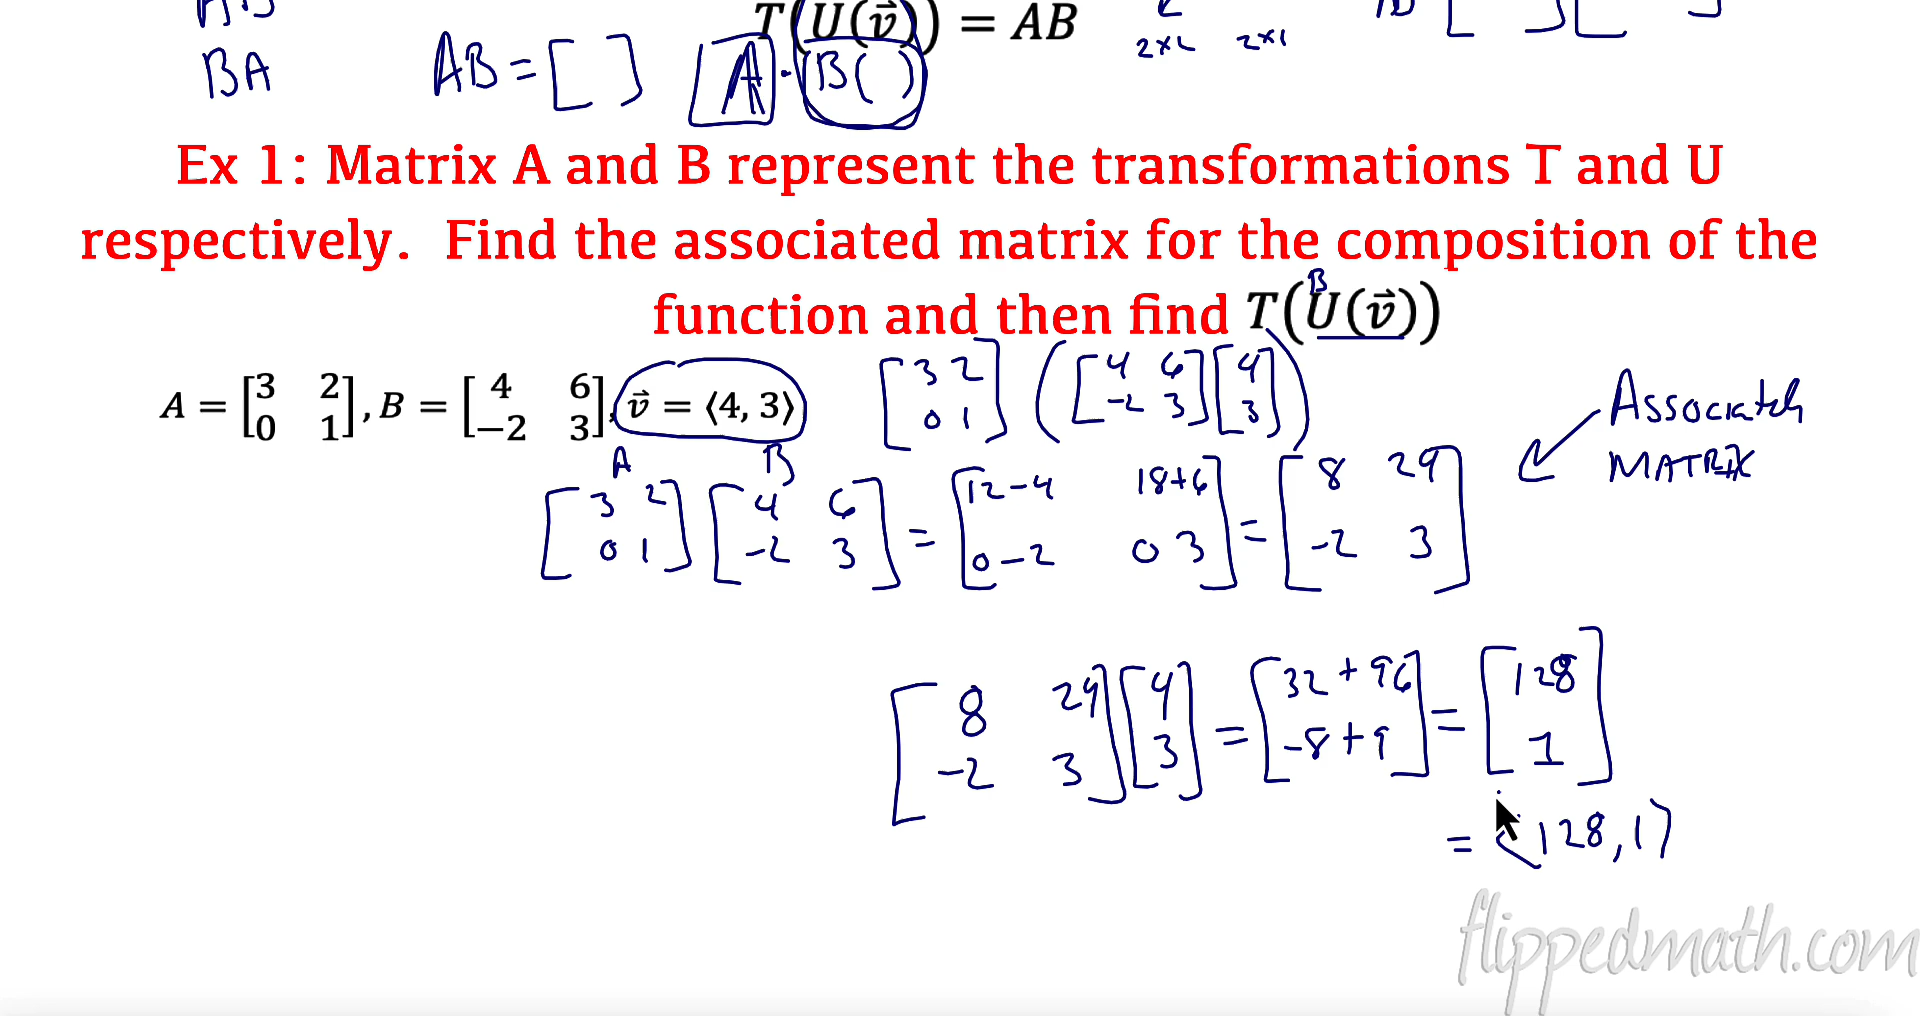 T(U(v⃗)) = AB
2×2 2×1
BA AB = [ ] A · B( )
Ex 1: Matrix A and B represent the transformations T and U
respectively. Find the associated matrix for the composition of the
function and then find T(U(v⃗))
B
A = [3 2; 0 1], B = [4 6; -2 3], v⃗ = ⟨4, 3⟩ [3 2; 0 1] ([4 6; -2 3] [4; 3])
Associated
MATRIX
A B
[3 2; 0 1] [4 6; -2 3] = [12-4 18+6; 0-2 0 3] = [8 29; -2 3]
[8 29; -2 3] [4; 3] = [32 + 96; -8 + 9] = [128; 1]
= ⟨128, 1⟩
flippedmath.com